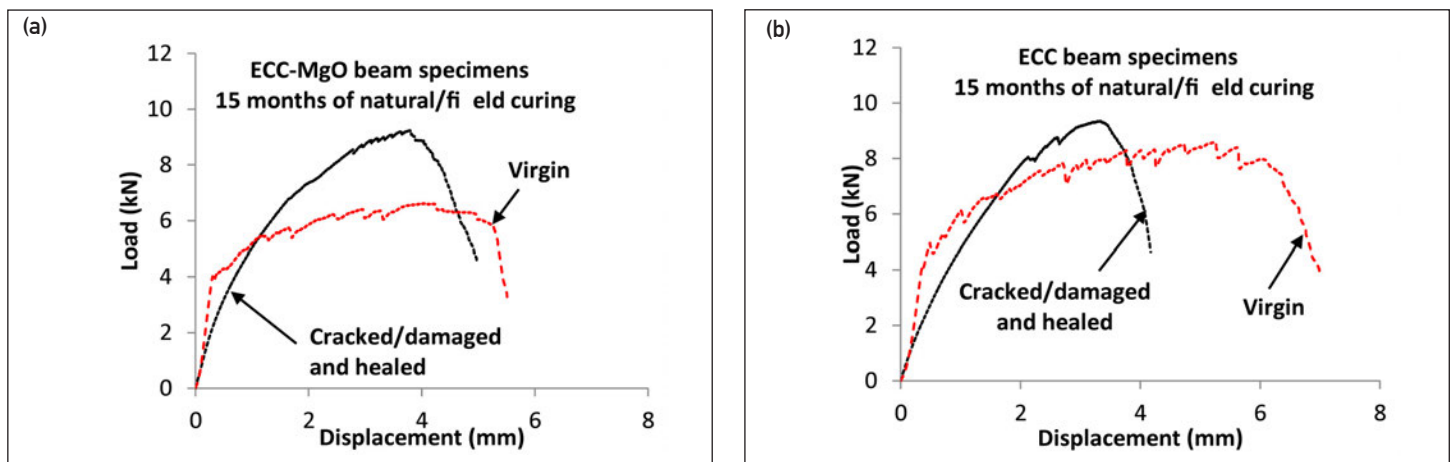 (a)
ECC-MgO beam specimens
15 months of natural/fi eld curing
Virgin
Cracked/damaged
and healed
Load (kN)
12
10
8
6
4
2
0
0 2 4 6 8
Displacement (mm)
(b)
ECC beam specimens
15 months of natural/fi eld curing
Cracked/damaged
and healed
Virgin
Load (kN)
12
10
8
6
4
2
0
0 2 4 6 8
Displacement (mm)